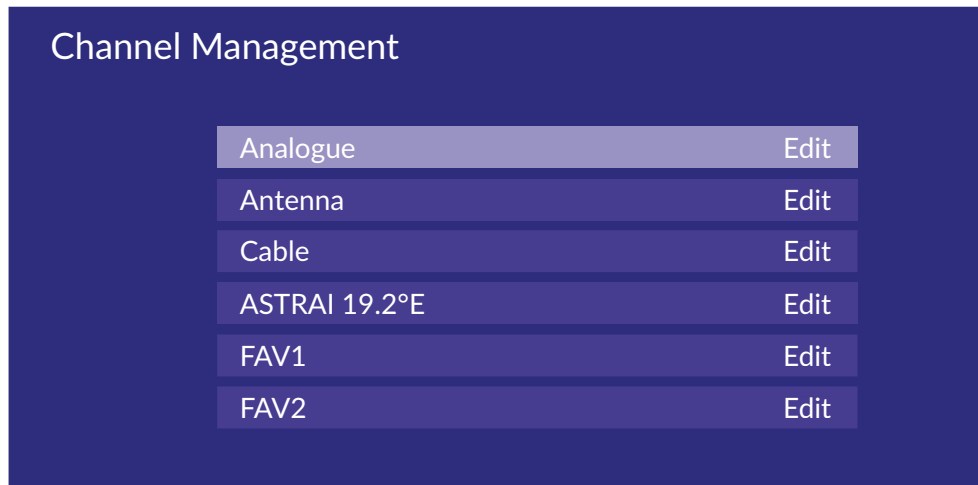 Channel Management
Analogue Edit
Antenna Edit
Cable Edit
ASTRAI 19.2°E Edit
FAV1 Edit
FAV2 Edit